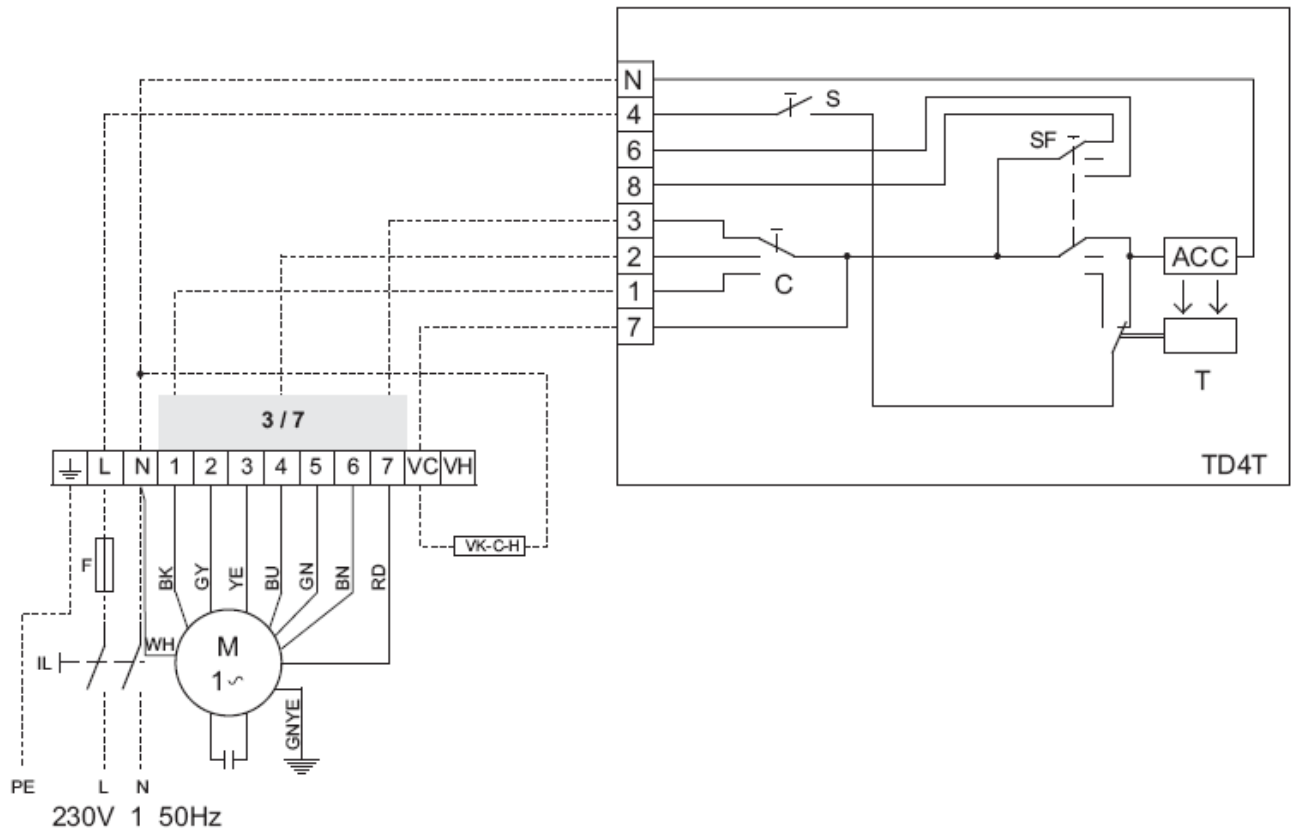 N
4 S
6
8 SF
3
2 ACC
1 C
7
T
3 / 7
L N 1 2 3 4 5 6 7 VC VH
TD4T
VK-C-H
F
BK GY YE BU GN BN RD
WH M
IL 1~
GNYE
PE L N
230V 1 50Hz